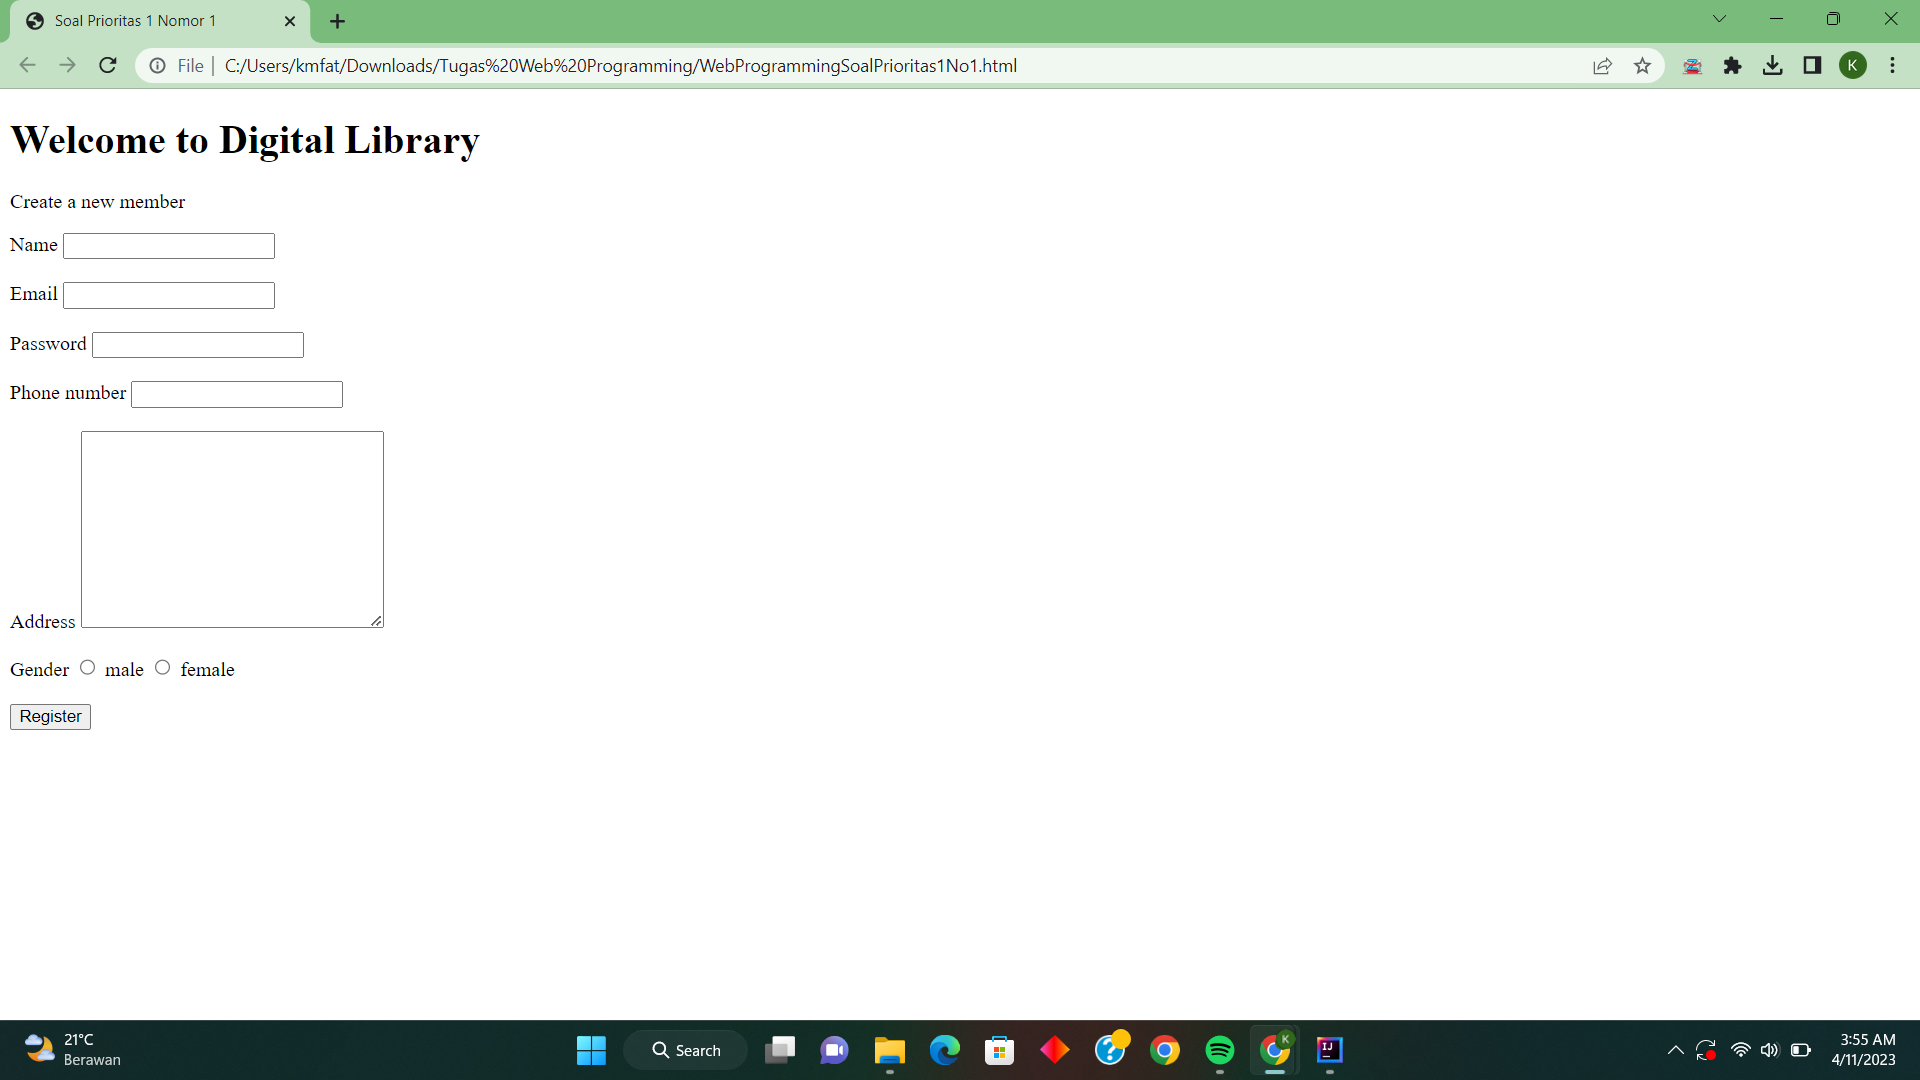 Soal Prioritas 1 Nomor 1
File | C:/Users/kmfat/Downloads/Tugas%20Web%20Programming/WebProgrammingSoalPrioritas1No1.html
K
Welcome to Digital Library
Create a new member
Name
Email
Password
Phone number
Address
Gender male female
Register
21°C
Berawan
Search
K
IJ
3:55 AM
4/11/2023